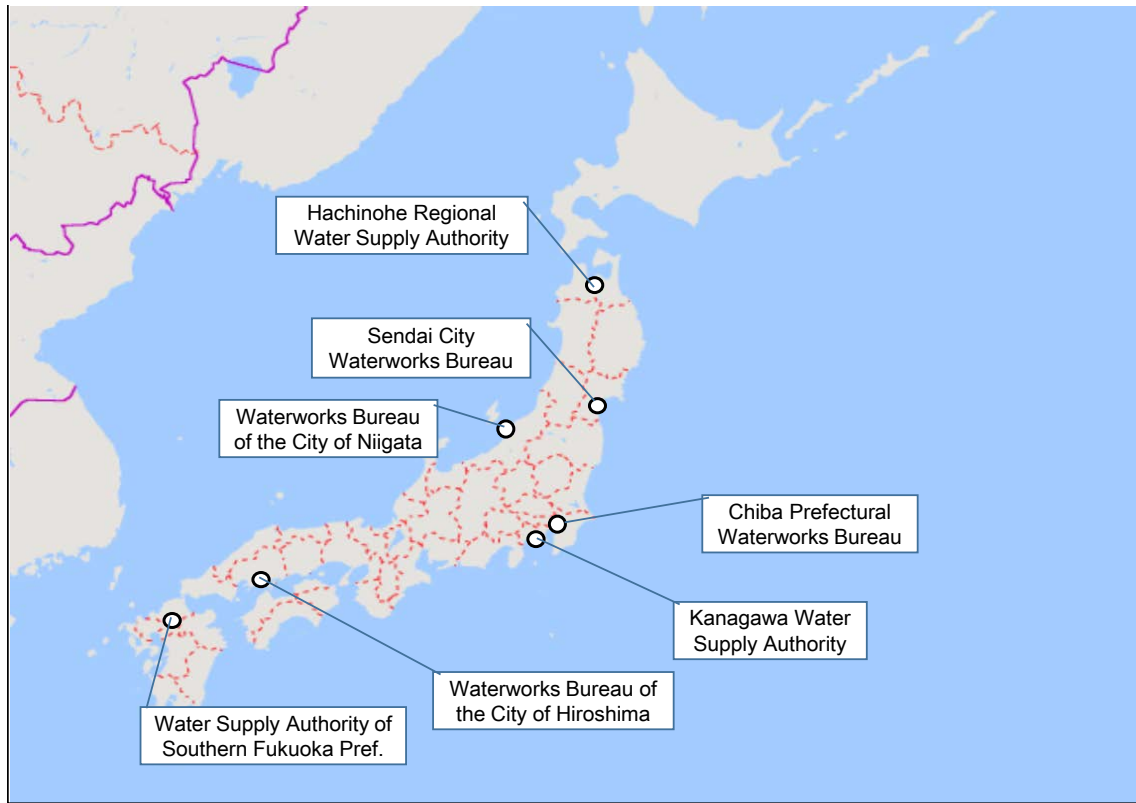 Hachinohe Regional
Water Supply Authority
Sendai City
Waterworks Bureau
Waterworks Bureau
of the City of Niigata
Chiba Prefectural
Waterworks Bureau
Kanagawa Water
Supply Authority
Waterworks Bureau of
the City of Hiroshima
Water Supply Authority of
Southern Fukuoka Pref.